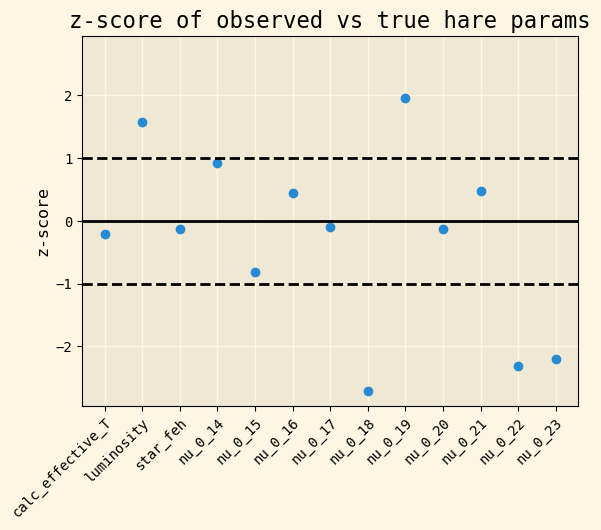 z-score of observed vs true hare params
z-score
2
1
0
−1
−2
calc_effective_T
luminosity
star_feh
nu_0_14
nu_0_15
nu_0_16
nu_0_17
nu_0_18
nu_0_19
nu_0_20
nu_0_21
nu_0_22
nu_0_23